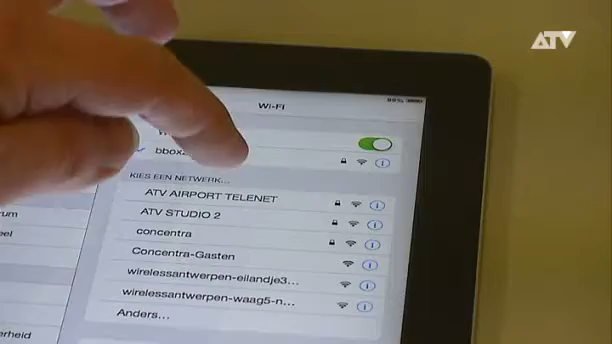 ATV
99%
Wi-Fi
KIES EEN NETWERK...
ATV AIRPORT TELENET
ATV STUDIO 2
concentra
Concentra-Gasten
wirelessantwerpen-eilandje3...
wirelessantwerpen-waag5-n...
Anders...